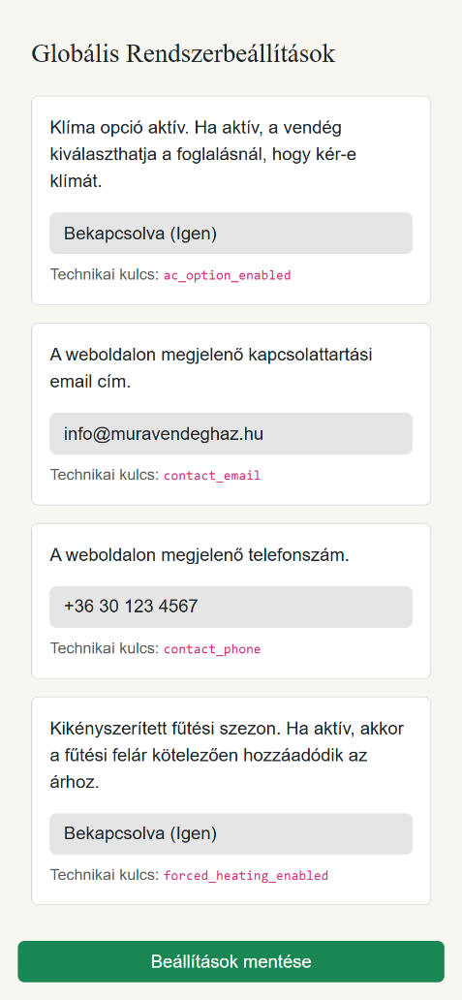 Globális Rendszerbeállítások
Klíma opció aktív. Ha aktív, a vendég
kiválaszthatja a foglalásnál, hogy kér-e
klímát.
Bekapcsolva (Igen)
Technikai kulcs: ac_option_enabled
A weboldalon megjelenő kapcsolattartási
email cím.
info@muravendeghaz.hu
Technikai kulcs: contact_email
A weboldalon megjelenő telefonszám.
+36 30 123 4567
Technikai kulcs: contact_phone
Kikényszerített fűtési szezon. Ha aktív, akkor
a fűtési felár kötelezően hozzáadódik az
árhoz.
Bekapcsolva (Igen)
Technikai kulcs: forced_heating_enabled
Beállítások mentése